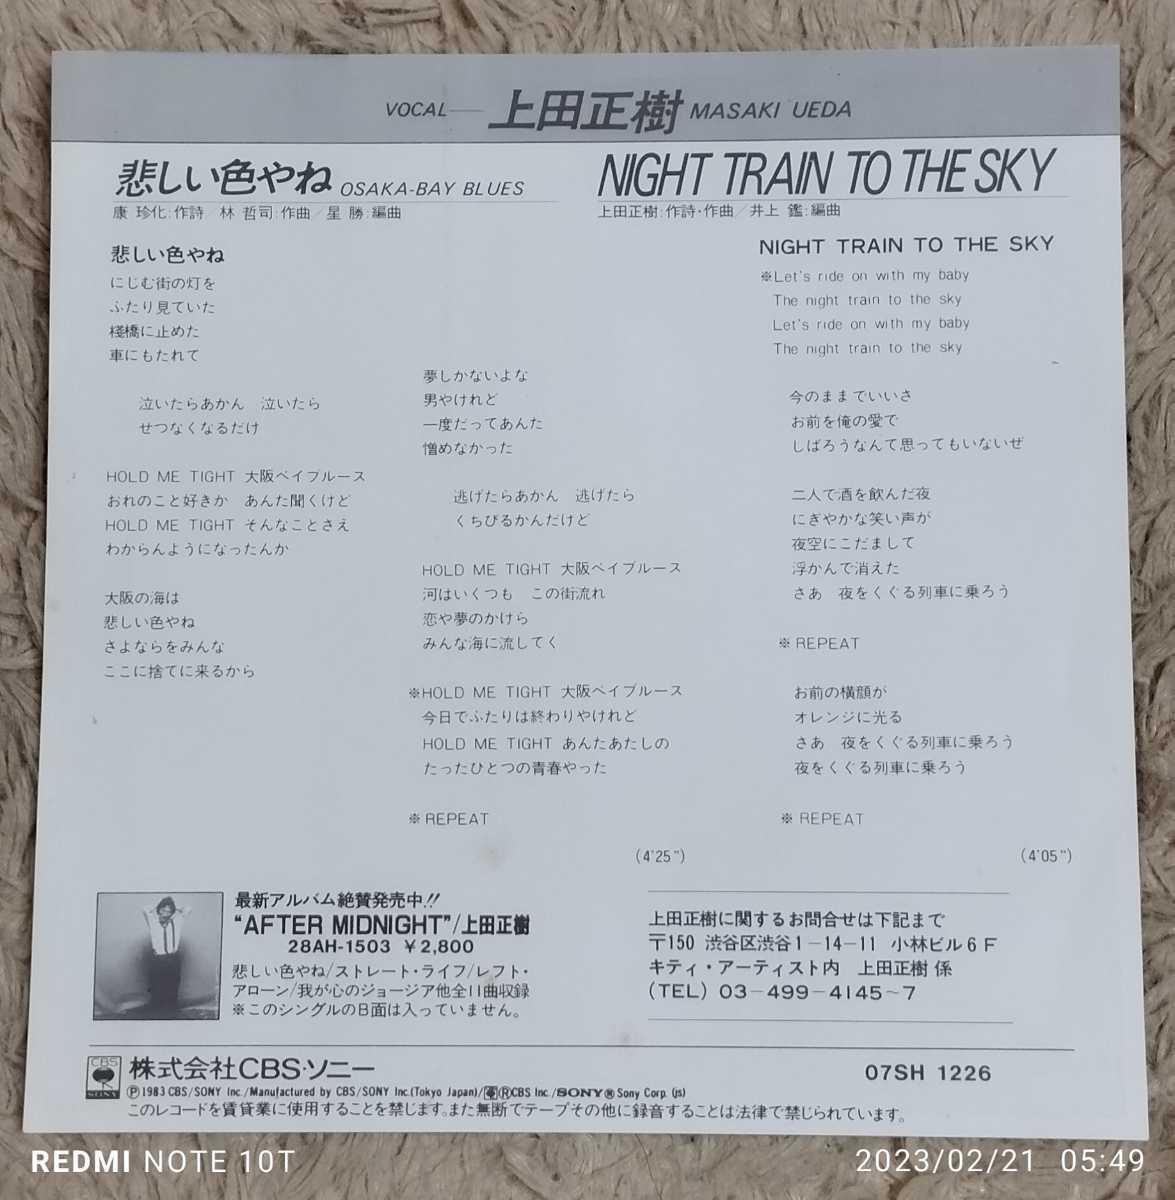 VOCAL—上田正樹 MASAKI UEDA
悲しい色やね OSAKA-BAY BLUES
康 珍化:作詩／林 哲司:作曲／星 勝:編曲
悲しい色やね
にじむ街の灯を
ふたり見ていた
棧橋に止めた
車にもたれて
泣いたらあかん 泣いたら
せつなくなるだけ
HOLD ME TIGHT 大阪ベイブルース
おれのこと好きか あんた聞くけど
HOLD ME TIGHT そんなことさえ
わからんようになったんか
大阪の海は
悲しい色やね
さよならをみんな
ここに捨てに来るから
夢しかないよな
男やけれど
一度だってあんた
憎めなかった
逃げたらあかん 逃げたら
くちびるかんだけど
HOLD ME TIGHT 大阪ベイブルース
河はいくつも この街流れ
恋や夢のかけら
みんな海に流してく
※HOLD ME TIGHT 大阪ベイブルース
今日でふたりは終わりやけれど
HOLD ME TIGHT あんたあたしの
たったひとつの青春やった
※ REPEAT
(4'25")
NIGHT TRAIN TO THE SKY
上田正樹:作詩・作曲／井上 鑑:編曲
NIGHT TRAIN TO THE SKY
※Let's ride on with my baby
The night train to the sky
Let's ride on with my baby
The night train to the sky
今のままでいいさ
お前を俺の愛で
しばろうなんて思ってもいないぜ
二人で酒を飲んだ夜
にぎやかな笑い声が
夜空にこだまして
浮かんで消えた
さあ 夜をくぐる列車に乗ろう
※ REPEAT
お前の横顔が
オレンジに光る
さあ 夜をくぐる列車に乗ろう
夜をくぐる列車に乗ろう
※ REPEAT
(4'05")
最新アルバム絶賛発売中!!
"AFTER MIDNIGHT"/上田正樹
28AH-1503 ￥2,800
悲しい色やね/ストレート・ライフ/レフト・
アローン/我が心のジョージア他全11曲収録
※このシングルのB面は入っていません。
上田正樹に関するお問合せは下記まで
〒150 渋谷区渋谷1-14-11 小林ビル6F
キティ・アーティスト内 上田正樹 係
(TEL) 03-499-4145~7
CBS
SONY
株式会社CBS・ソニー
07SH 1226
Ⓟ1983 CBS/SONY Inc./Manufactured by CBS/SONY Inc.(Tokyo Japan)/ⓇCBS Inc./SONY® Sony Corp. (js)
このレコードを賃貸業に使用することを禁じます。また無断でテープその他に録音することは法律で禁じられています。
REDMI NOTE 10T
2023/02/21 05:49